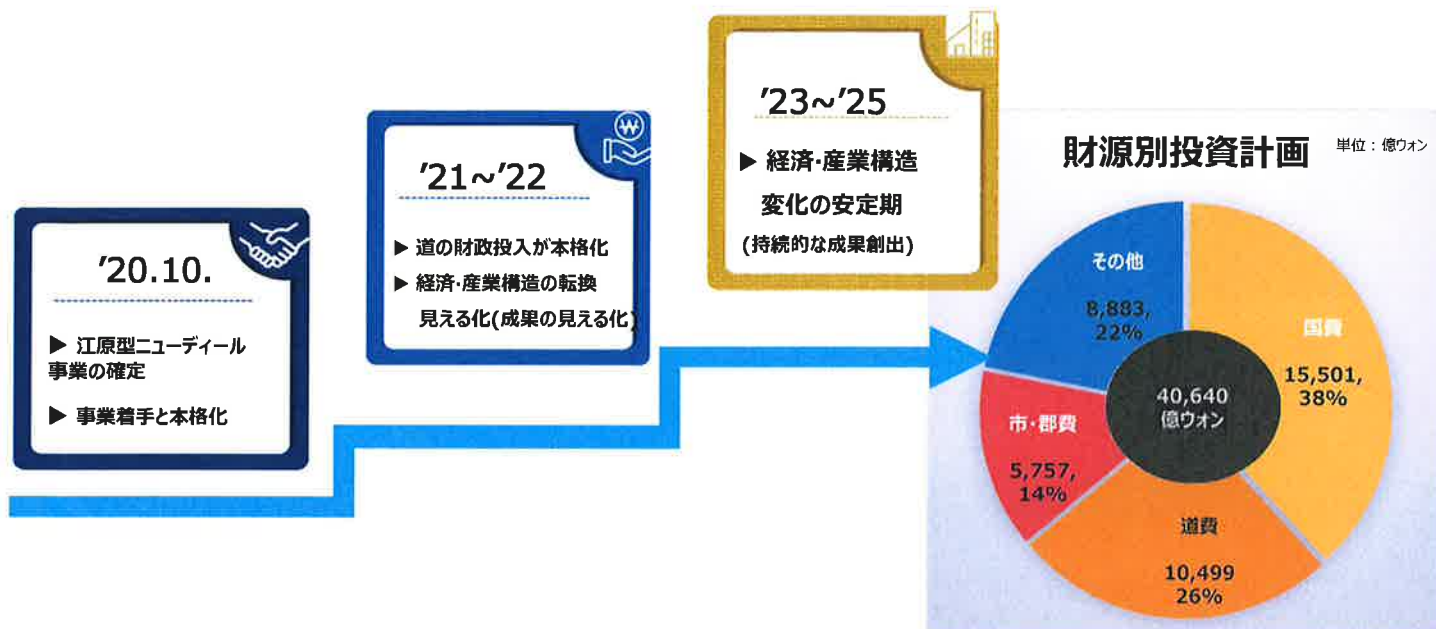 '20.10.
▶ 江原型ニューディール
事業の確定
▶ 事業着手と本格化
'21~'22
▶ 道の財政投入が本格化
▶ 経済·産業構造の転換
見える化(成果の見える化)
'23~'25
▶ 経済·産業構造
変化の安定期
(持続的な成果創出)
財源別投資計画
単位：億ウォン
その他
8,883,
22%
国費
15,501,
38%
40,640
億ウォン
市・郡費
5,757,
14%
道費
10,499
26%